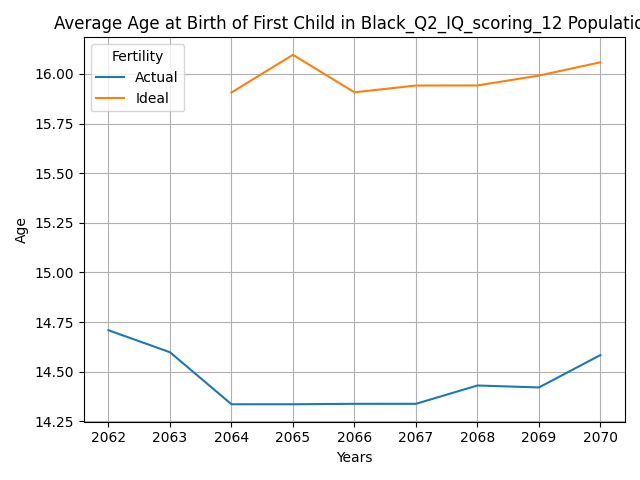 Average Age at Birth of First Child in Black_Q2_IQ_scoring_12 Populatio
Fertility
Actual
Ideal
16.00
15.75
15.50
15.25
15.00
14.75
14.50
14.25
Age
2062 2063 2064 2065 2066 2067 2068 2069 2070
Years